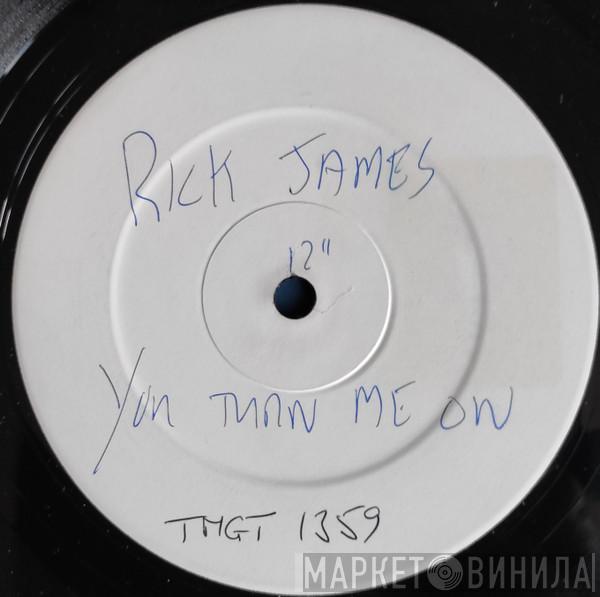 RICK JAMES
12"
YOU TURN ME ON
TMGT 1359
МАРКЕТ ВИНИЛА